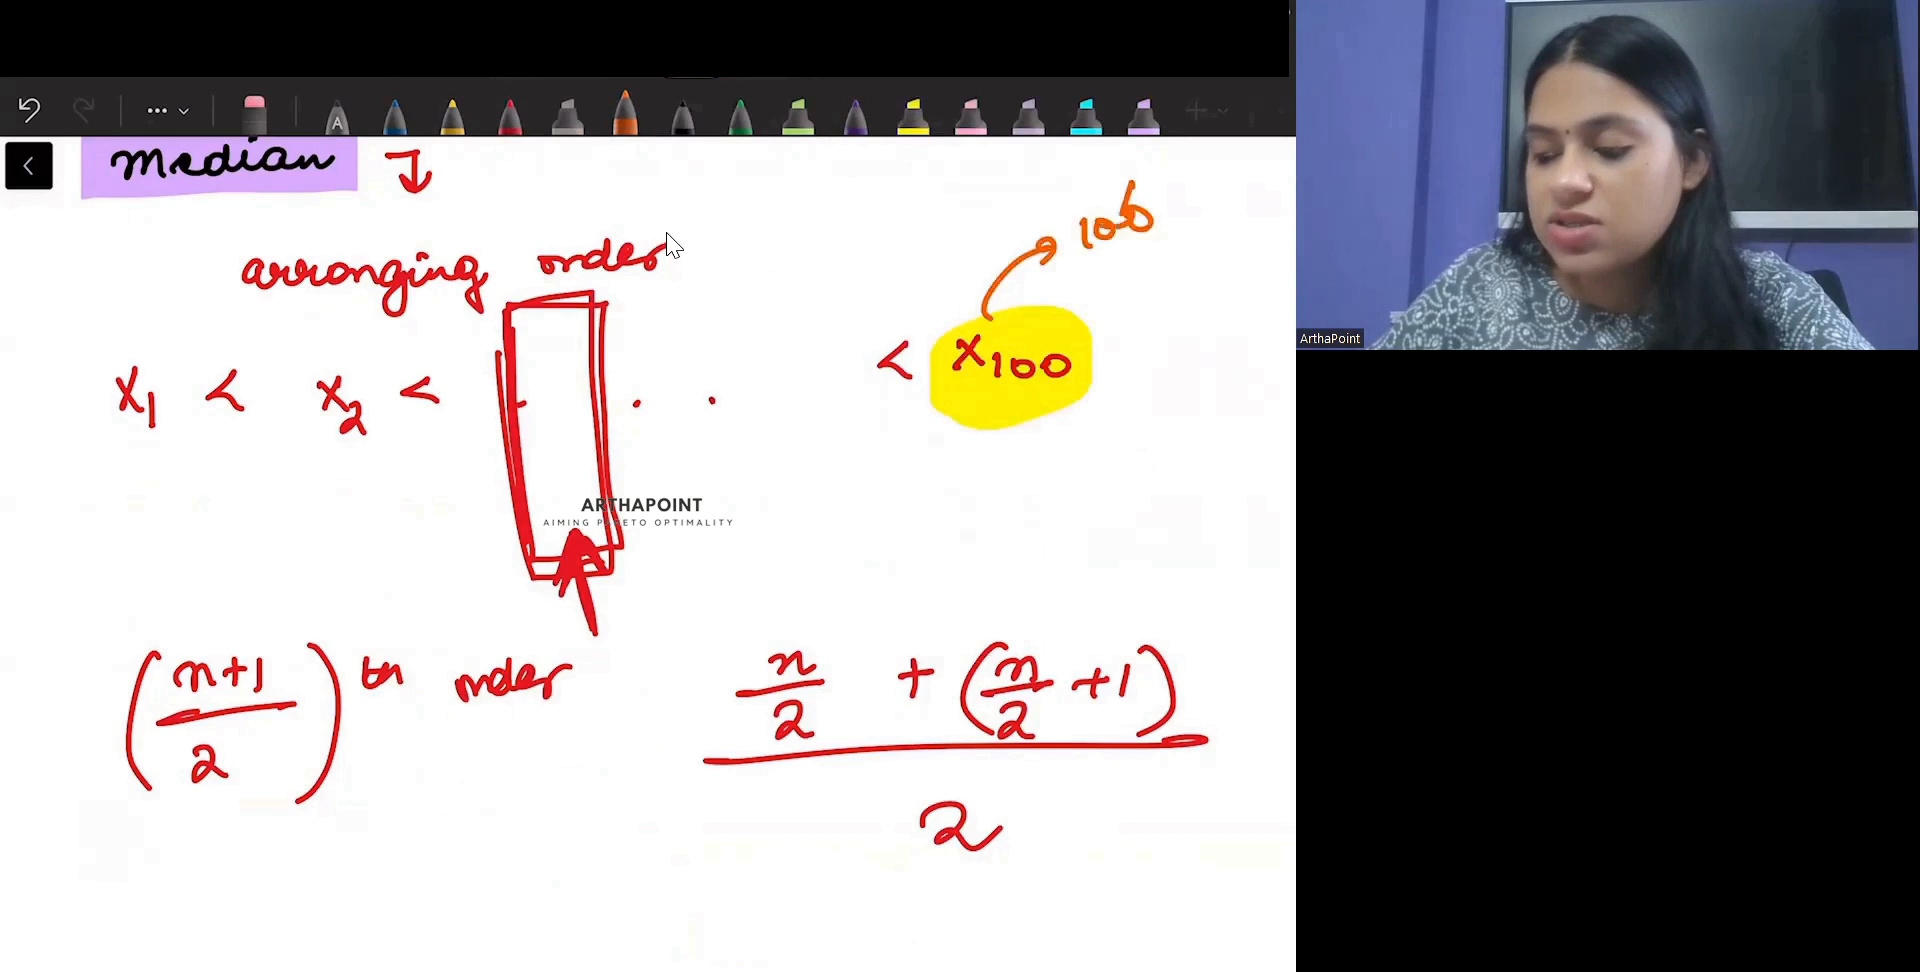 A
median
arranging order
100
x1 < x2 < . . . < x100
ARTHAPOINT
AIMING PARETO OPTIMALITY
(n+1 / 2)th order
n/2 + (n/2 + 1)
2
ArthaPoint